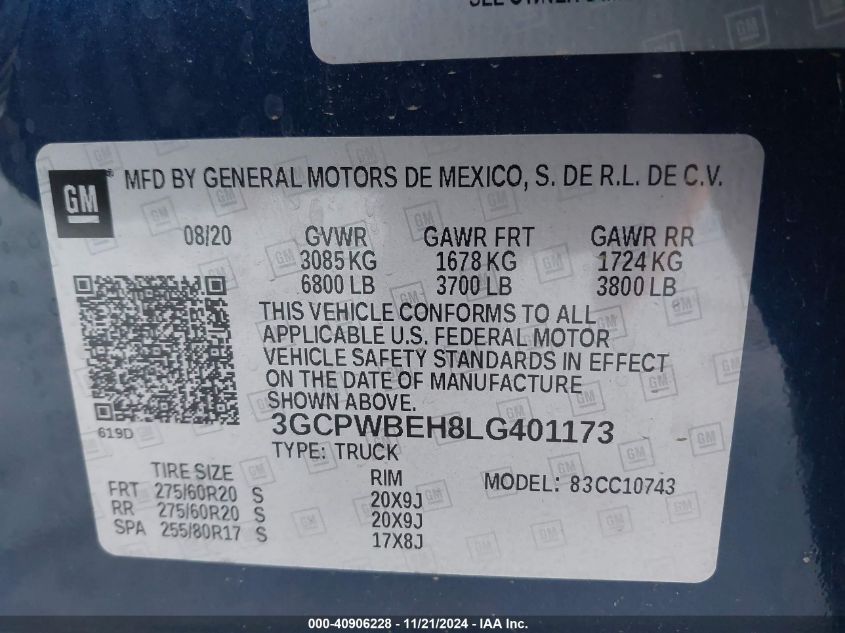 SEE OWNER
GM
MFD BY GENERAL MOTORS DE MEXICO, S. DE R.L. DE C.V.
08/20 GVWR GAWR FRT GAWR RR
3085 KG 1678 KG 1724 KG
6800 LB 3700 LB 3800 LB
THIS VEHICLE CONFORMS TO ALL
APPLICABLE U.S. FEDERAL MOTOR
VEHICLE SAFETY STANDARDS IN EFFECT
ON THE DATE OF MANUFACTURE
SHOWN ABOVE.
619D
3GCPWBEH8LG401173
TYPE: TRUCK
TIRE SIZE RIM MODEL: 83CC10743
FRT 275/60R20 S 20X9J
RR 275/60R20 S 20X9J
SPA 255/80R17 S 17X8J
000-40906228 - 11/21/2024 - IAA Inc.